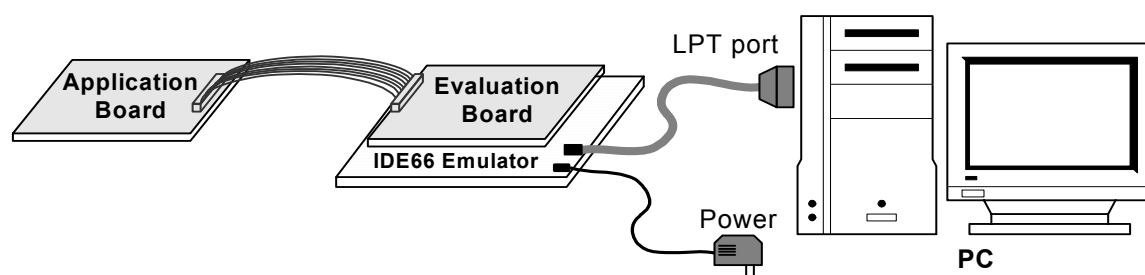 LPT port
Application
Board
Evaluation
Board
IDE66 Emulator
Power
PC